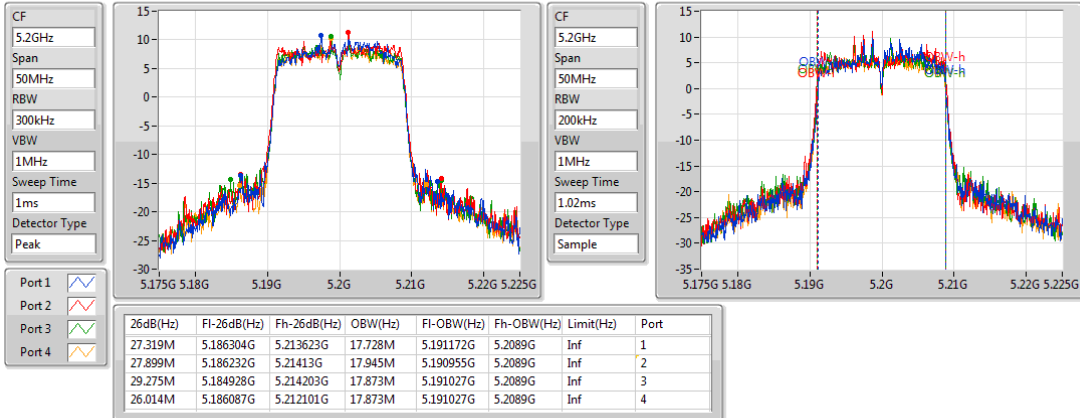 CF
5.2GHz
Span
50MHz
RBW
300kHz
VBW
1MHz
Sweep Time
1ms
Detector Type
Peak
15
10
5
0
-5
-10
-15
-20
-25
-30
5.175G 5.18G 5.19G 5.2G 5.21G 5.22G 5.225G
CF
5.2GHz
Span
50MHz
RBW
200kHz
VBW
1MHz
Sweep Time
1.02ms
Detector Type
Sample
15
10
5
0
-5
-10
-15
-20
-25
-30
-35
OBW-h
OBW-h
OBW-h
5.175G 5.18G 5.19G 5.2G 5.21G 5.22G 5.225G
Port 1
Port 2
Port 3
Port 4
26dB(Hz) Fl-26dB(Hz) Fh-26dB(Hz) OBW(Hz) Fl-OBW(Hz) Fh-OBW(Hz) Limit(Hz) Port
27.319M 5.186304G 5.213623G 17.728M 5.191172G 5.2089G Inf 1
27.899M 5.186232G 5.21413G 17.945M 5.190955G 5.2089G Inf 2
29.275M 5.184928G 5.214203G 17.873M 5.191027G 5.2089G Inf 3
26.014M 5.186087G 5.212101G 17.873M 5.191027G 5.2089G Inf 4